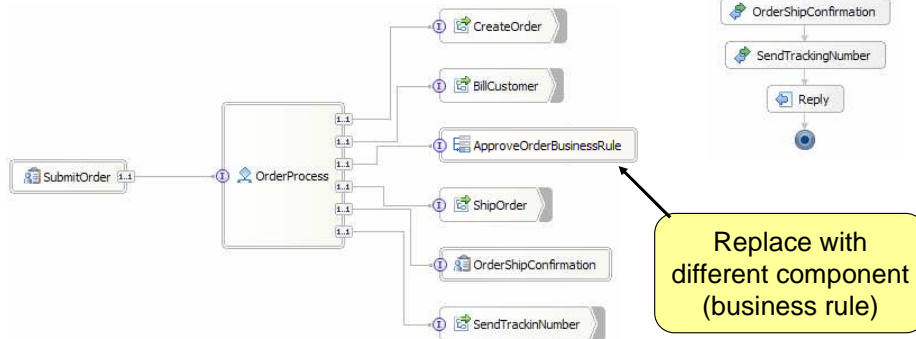 CreateOrder
BillCustomer
ApproveOrderBusinessRule
SubmitOrder
1..1
OrderProcess
1..1
1..1
1..1
1..1
1..1
1..1
ShipOrder
OrderShipConfirmation
SendTrackinNumber
I
I
I
I
I
I
I
OrderShipConfirmation
SendTrackingNumber
Reply
Replace with
different component
(business rule)